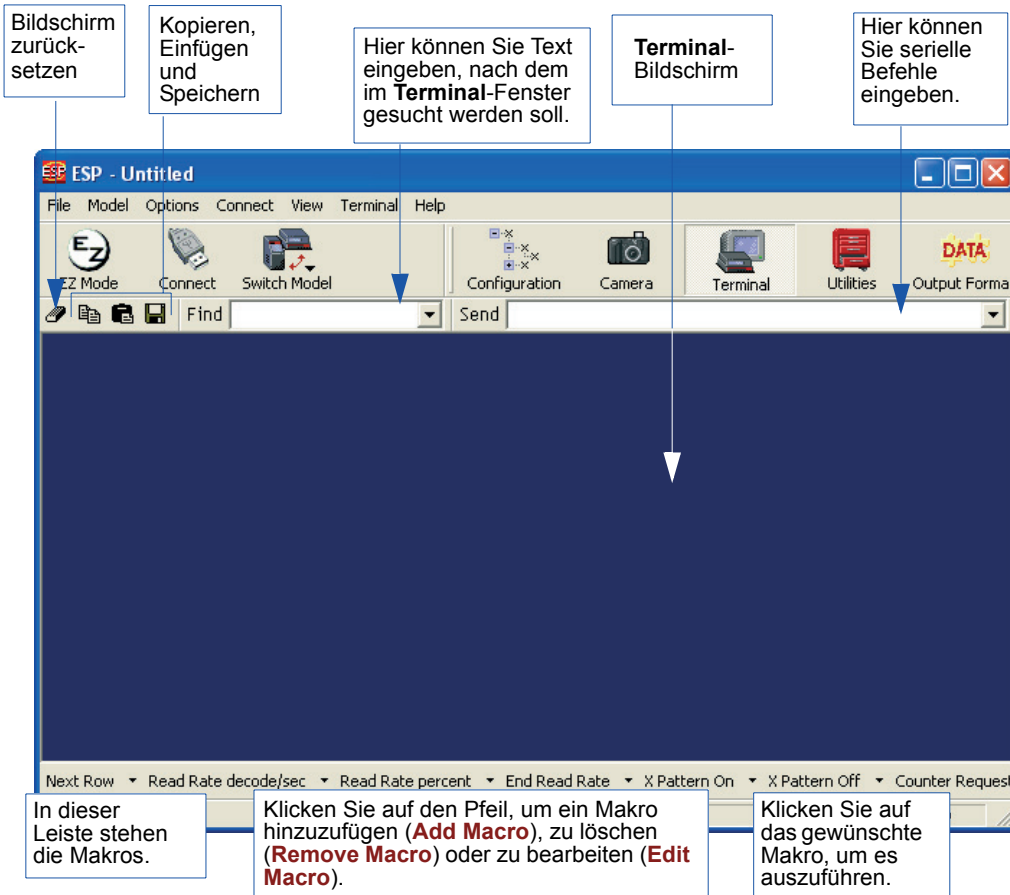 Bildschirm
zurück-
setzen
Kopieren,
Einfügen
und
Speichern
Hier können Sie Text
eingeben, nach dem
im Terminal-Fenster
gesucht werden soll.
Terminal-
Bildschirm
Hier können
Sie serielle
Befehle
eingeben.
ESP - Untitled
File Model Options Connect View Terminal Help
EZ Mode Connect Switch Model Configuration Camera Terminal Utilities DATA Output Forma
Find Send
Next Row Read Rate decode/sec Read Rate percent End Read Rate X Pattern On X Pattern Off Counter Request
In dieser
Leiste stehen
die Makros.
Klicken Sie auf den Pfeil, um ein Makro
hinzuzufügen (Add Macro), zu löschen
(Remove Macro) oder zu bearbeiten (Edit
Macro).
Klicken Sie auf
das gewünschte
Makro, um es
auszuführen.